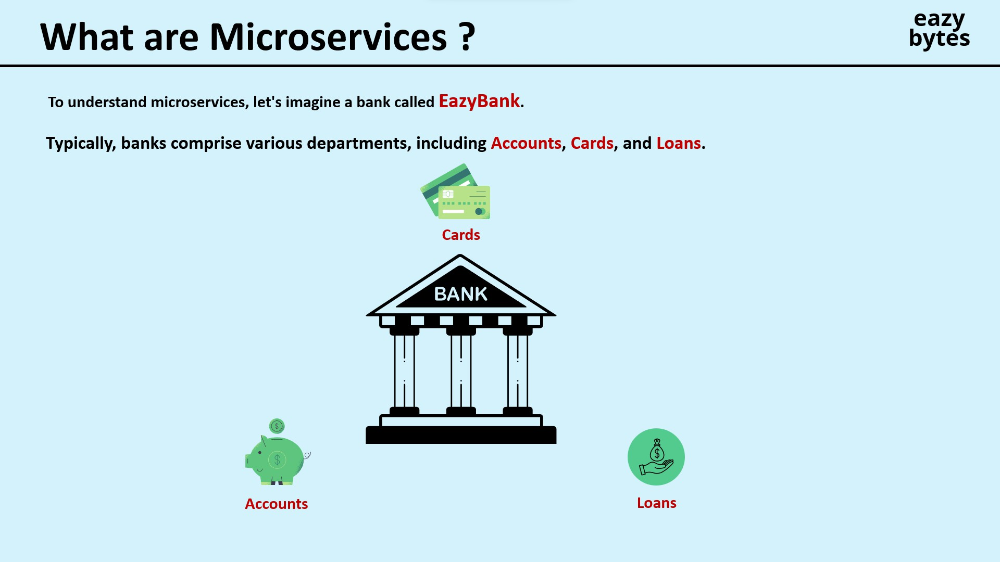 What are Microservices ?
eazy
bytes
To understand microservices, let's imagine a bank called EazyBank.
Typically, banks comprise various departments, including Accounts, Cards, and Loans.
Cards
BANK
$
$
$
Accounts
Loans